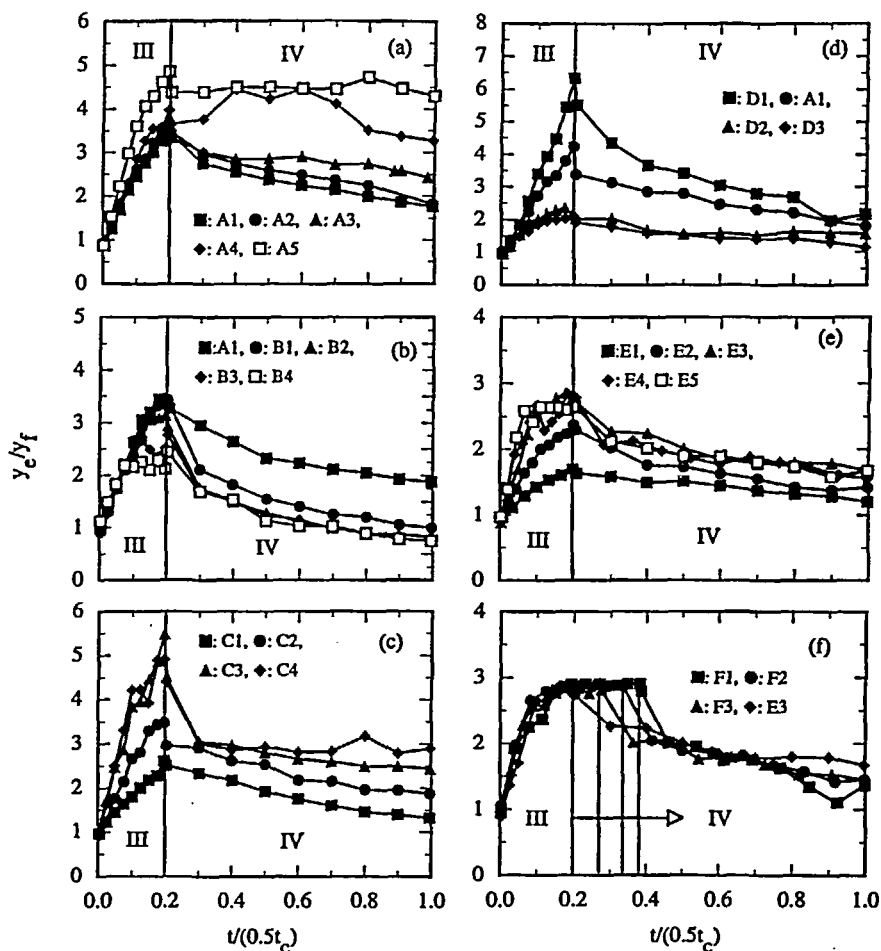 6
5
4
3
2
1
0
III
IV
(a)
■: A1, ●: A2, ▲: A3,
◆: A4, □: A5
8
7
6
5
4
3
2
1
0
III
IV
(d)
■: D1, ●: A1,
▲: D2, ◆: D3
5
4
3
2
1
0
(b)
■:A1, ●: B1, ▲: B2,
◆: B3, □: B4
III
IV
4
3
2
1
0
(e)
■:E1, ●: E2, ▲: E3,
◆: E4, □: E5
III
IV
yₑ/y_f
6
5
4
3
2
1
0
(c)
■: C1, ●: C2,
▲: C3, ◆: C4
III
IV
0.0 0.2 0.4 0.6 0.8 1.0
t/(0.5t_c)
4
3
2
1
0
(f)
■: F1, ●: F2
▲: F3, ◆: E3
III
IV
0.0 0.2 0.4 0.6 0.8 1.0
t/(0.5t_c)